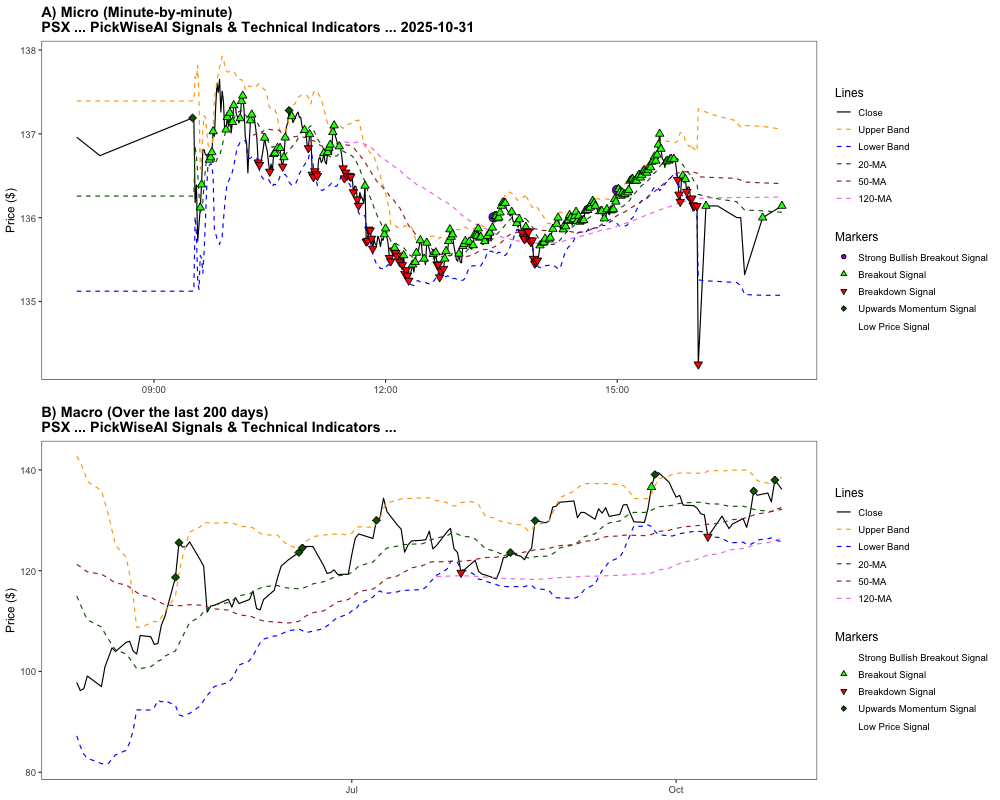 A) Micro (Minute-by-minute)
PSX ... PickWiseAI Signals & Technical Indicators ... 2025-10-31
138
137
136
135
Price ($)
09:00
12:00
15:00
Lines
Close
Upper Band
Lower Band
20-MA
50-MA
120-MA
Markers
Strong Bullish Breakout Signal
Breakout Signal
Breakdown Signal
Upwards Momentum Signal
Low Price Signal
B) Macro (Over the last 200 days)
PSX ... PickWiseAI Signals & Technical Indicators ...
140
120
100
80
Price ($)
Jul
Oct
Lines
Close
Upper Band
Lower Band
20-MA
50-MA
120-MA
Markers
Strong Bullish Breakout Signal
Breakout Signal
Breakdown Signal
Upwards Momentum Signal
Low Price Signal